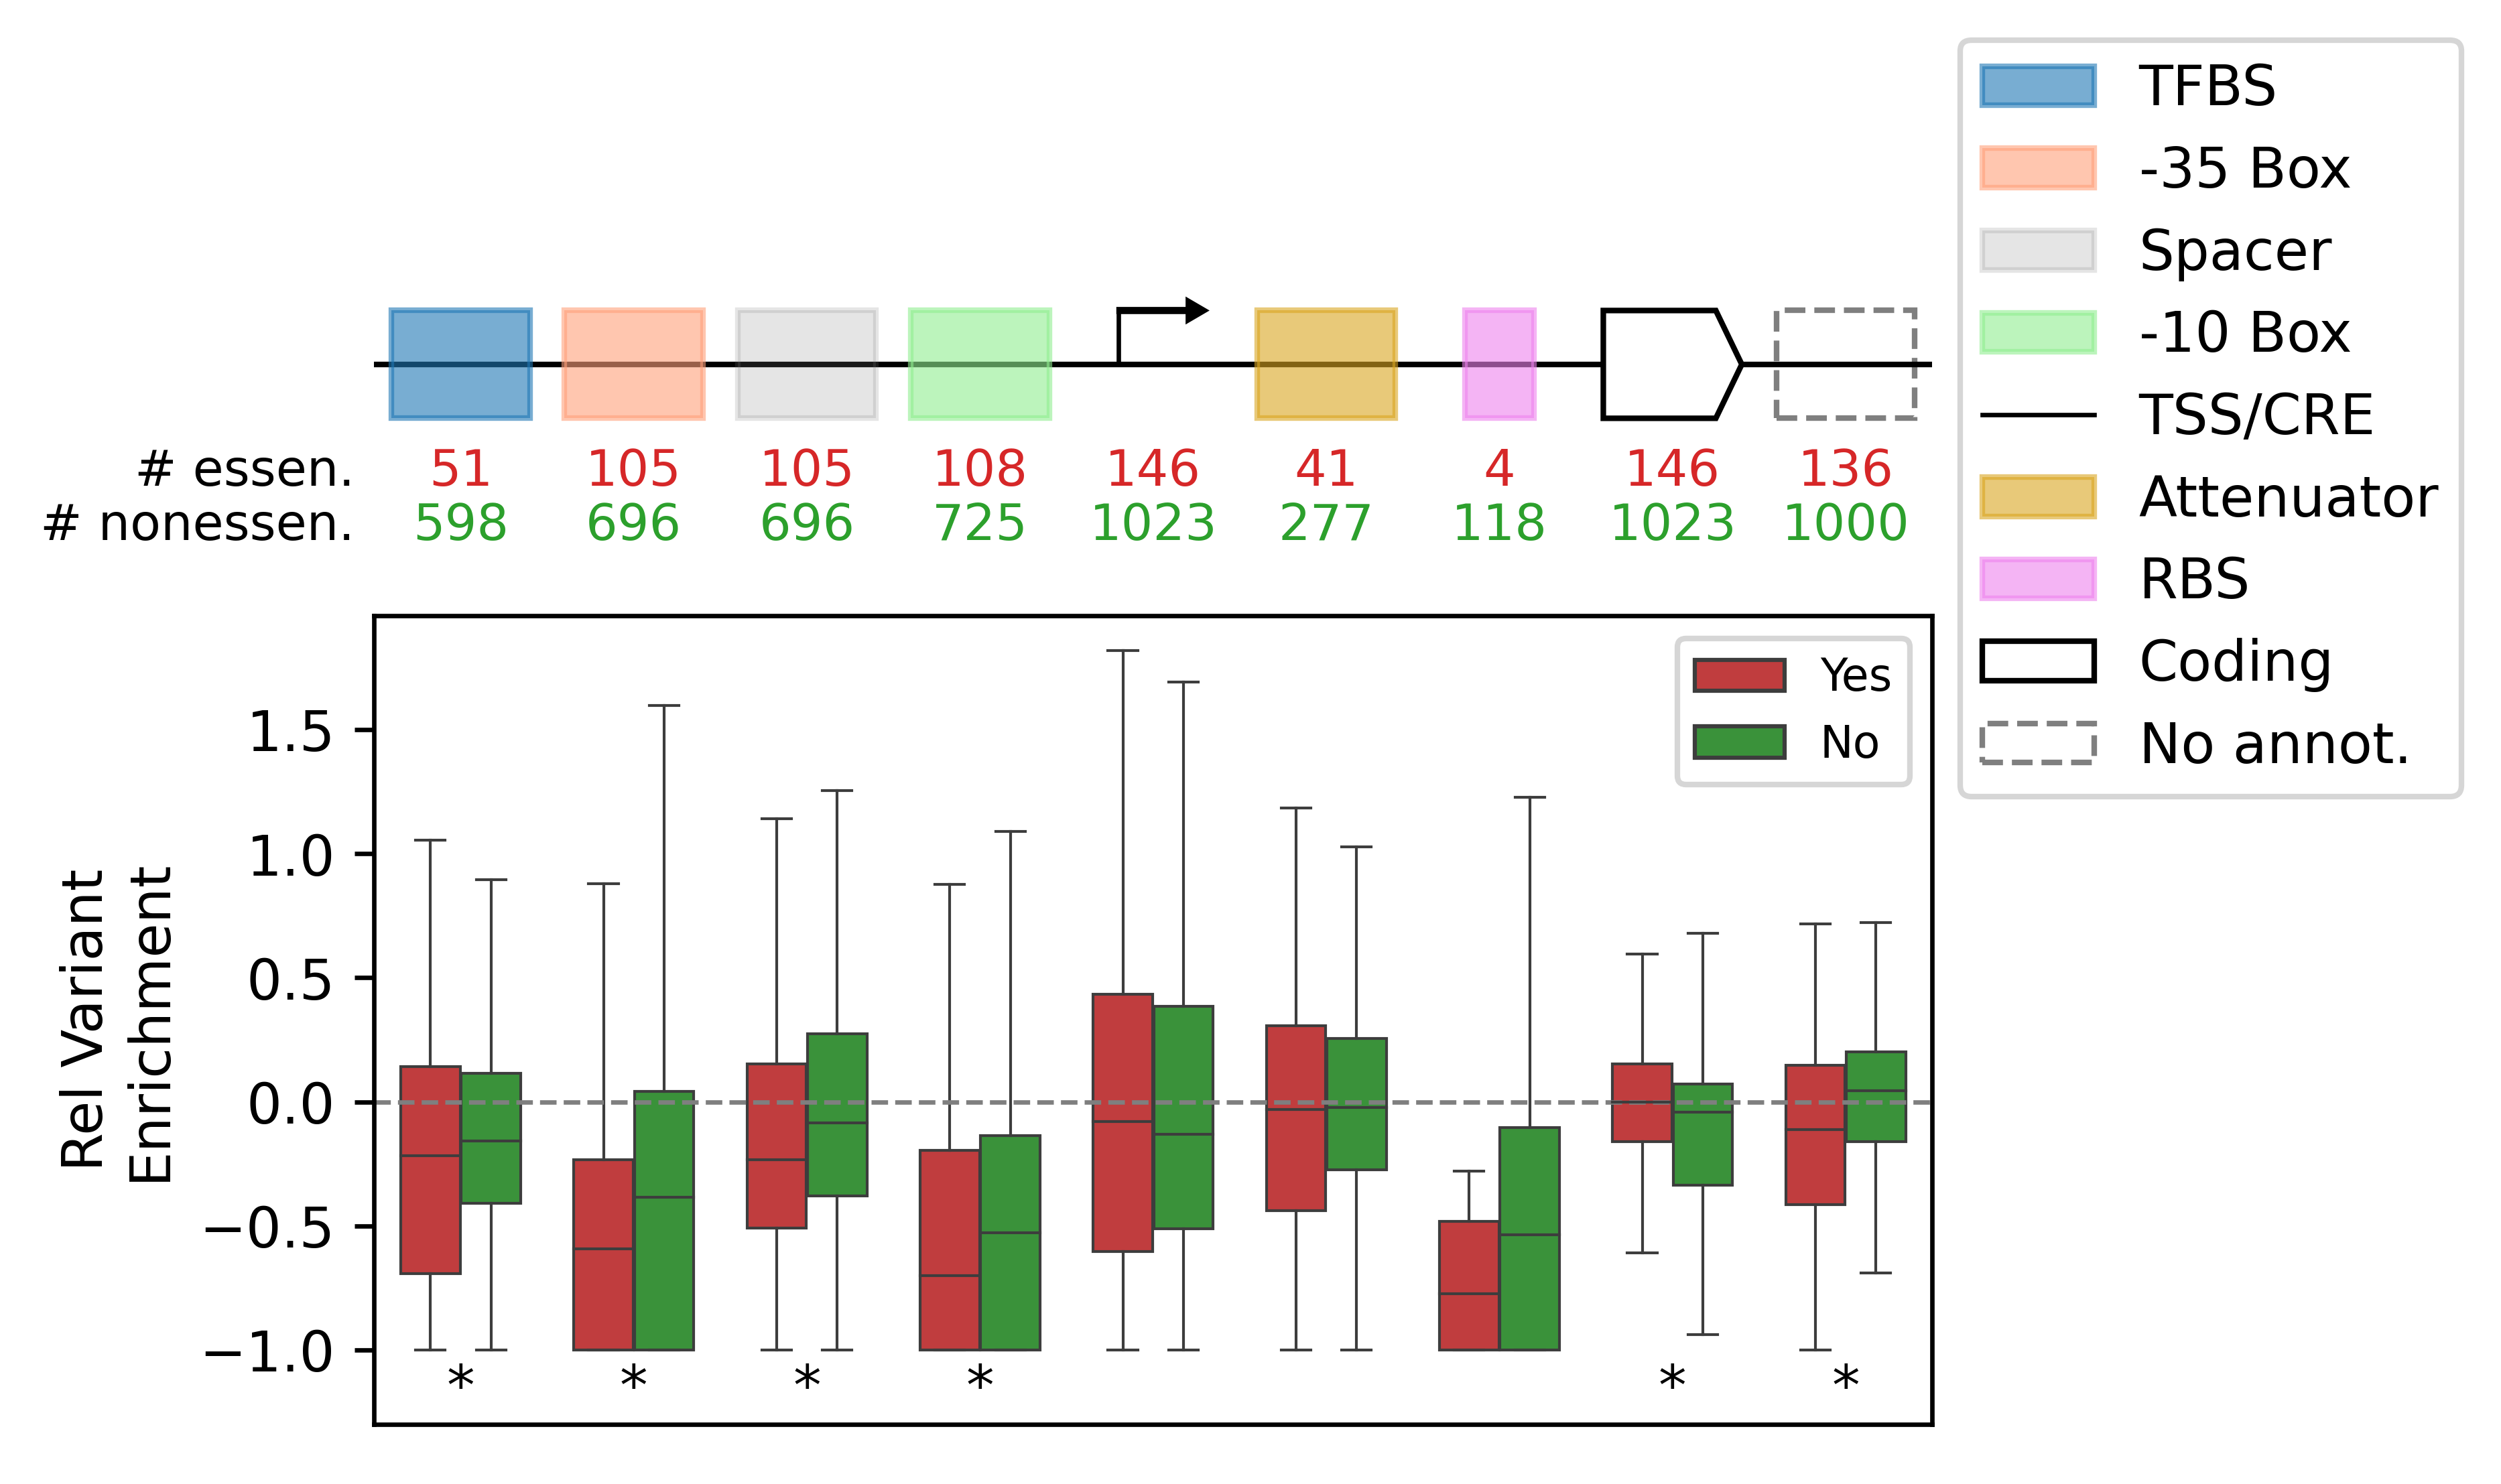 TFBS
-35 Box
Spacer
-10 Box
TSS/CRE
Attenuator
RBS
Coding
No annot.
# essen. 51 105 105 108 146 41 4 146 136
# nonessen. 598 696 696 725 1023 277 118 1023 1000
Rel Variant
Enrichment
1.5
1.0
0.5
0.0
−0.5
−1.0
Yes
No
* * * * * *